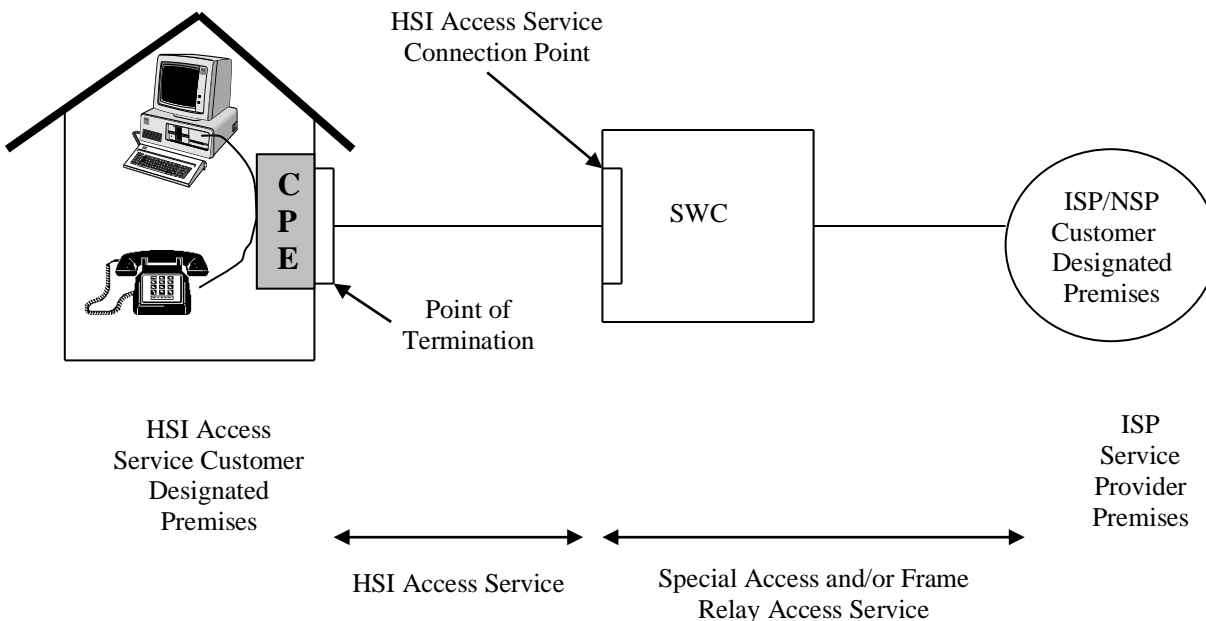 HSI Access Service
Connection Point
C
P
E
SWC
ISP/NSP
Customer
Designated
Premises
Point of
Termination
HSI Access
Service Customer
Designated
Premises
ISP
Service
Provider
Premises
HSI Access Service
Special Access and/or Frame
Relay Access Service